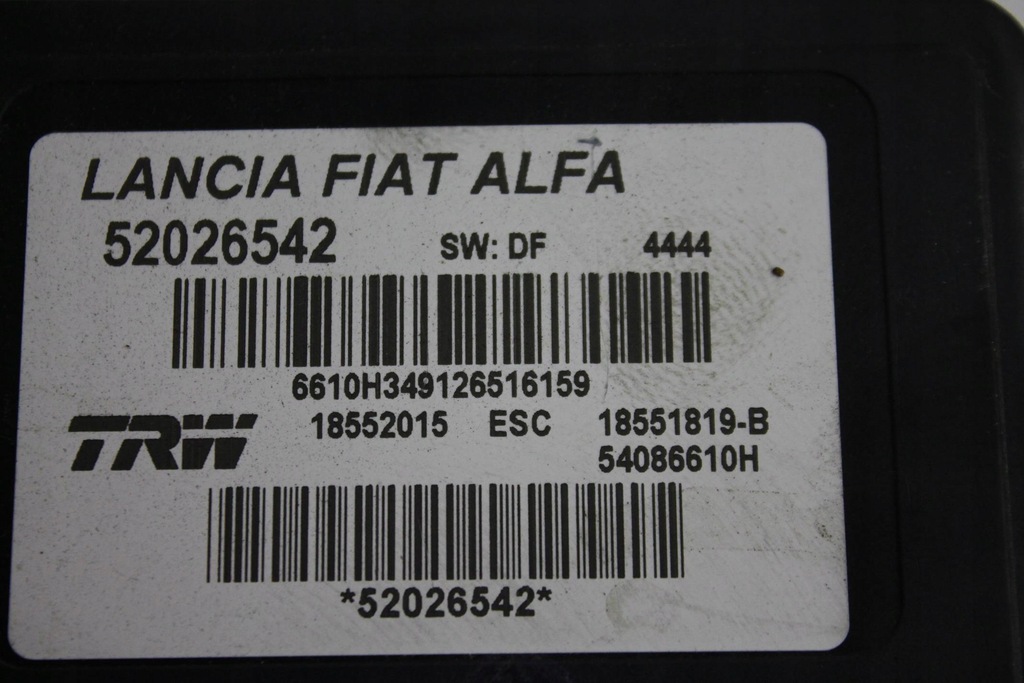 LANCIA FIAT ALFA
52026542 SW: DF 4444
6610H349126516159
TRW 18552015 ESC 18551819-B
54086610H
*52026542*